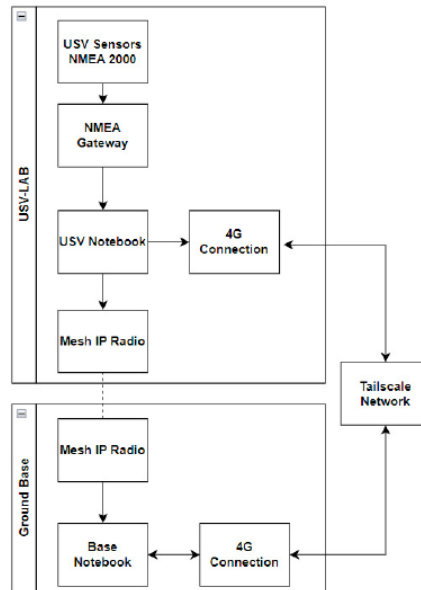 USV-LAB
USV Sensors
NMEA 2000
NMEA
Gateway
USV Notebook
4G
Connection
Mesh IP Radio
Tailscale
Network
Ground Base
Mesh IP Radio
Base
Notebook
4G
Connection